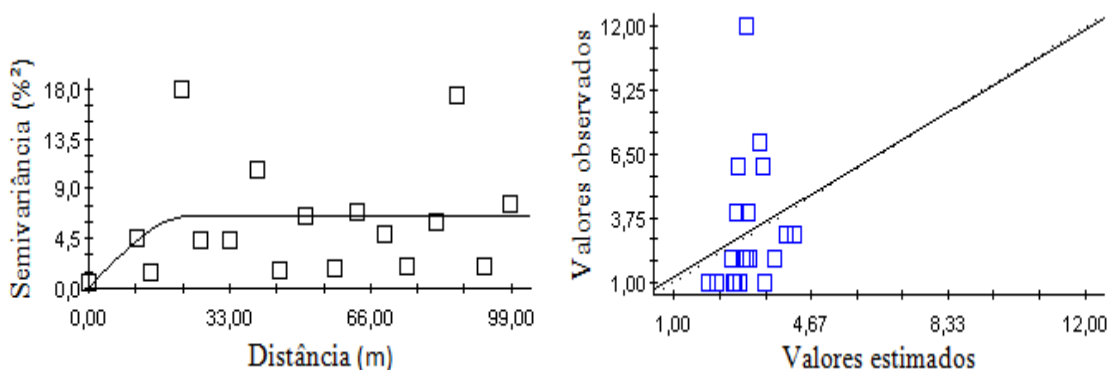 Semivariância (%²)
18,0
13,5
9,0
4,5
0,0
0,00 33,00 66,00 99,00
Distância (m)
Valores observados
12,00
9,25
6,50
3,75
1,00
1,00 4,67 8,33 12,00
Valores estimados